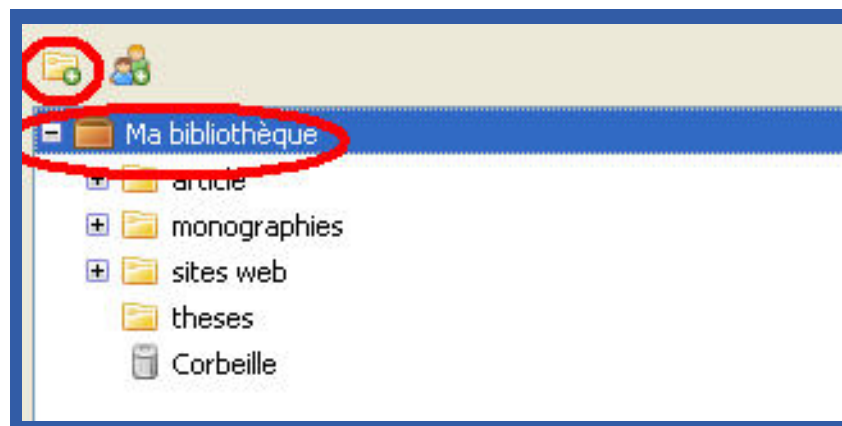 Ma bibliothèque
article
monographies
sites web
theses
Corbeille